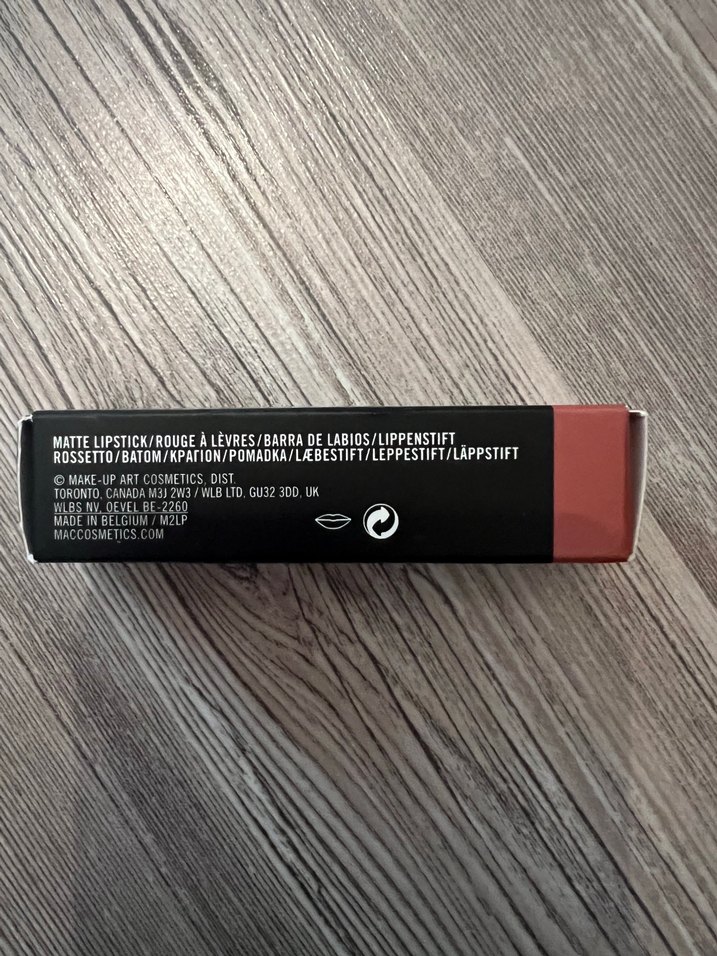 MATTE LIPSTICK/ROUGE À LÈVRES/BARRA DE LABIOS/LIPPENSTIFT
ROSSETTO/BATOM/ΚΡΑΓΙΟΝ/POMADKA/LÆBESTIFT/LEPPESTIFT/LÄPPSTIFT
© MAKE-UP ART COSMETICS, DIST.
TORONTO, CANADA M3J 2W3 / WLB LTD, GU32 3DD, UK
WLBS NV, OEVEL BE-2260
MADE IN BELGIUM / M2LP
MACCOSMETICS.COM